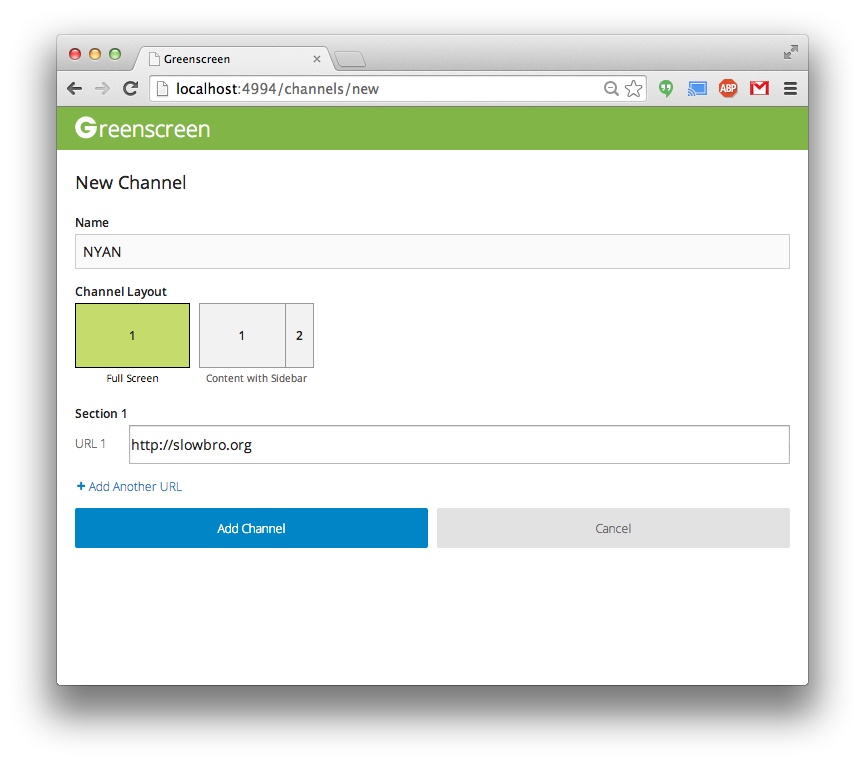 Greenscreen
localhost:4994/channels/new
ABP
Greenscreen
New Channel
Name
NYAN
Channel Layout
1
1 2
Full Screen Content with Sidebar
Section 1
URL 1 http://slowbro.org
+ Add Another URL
Add Channel Cancel